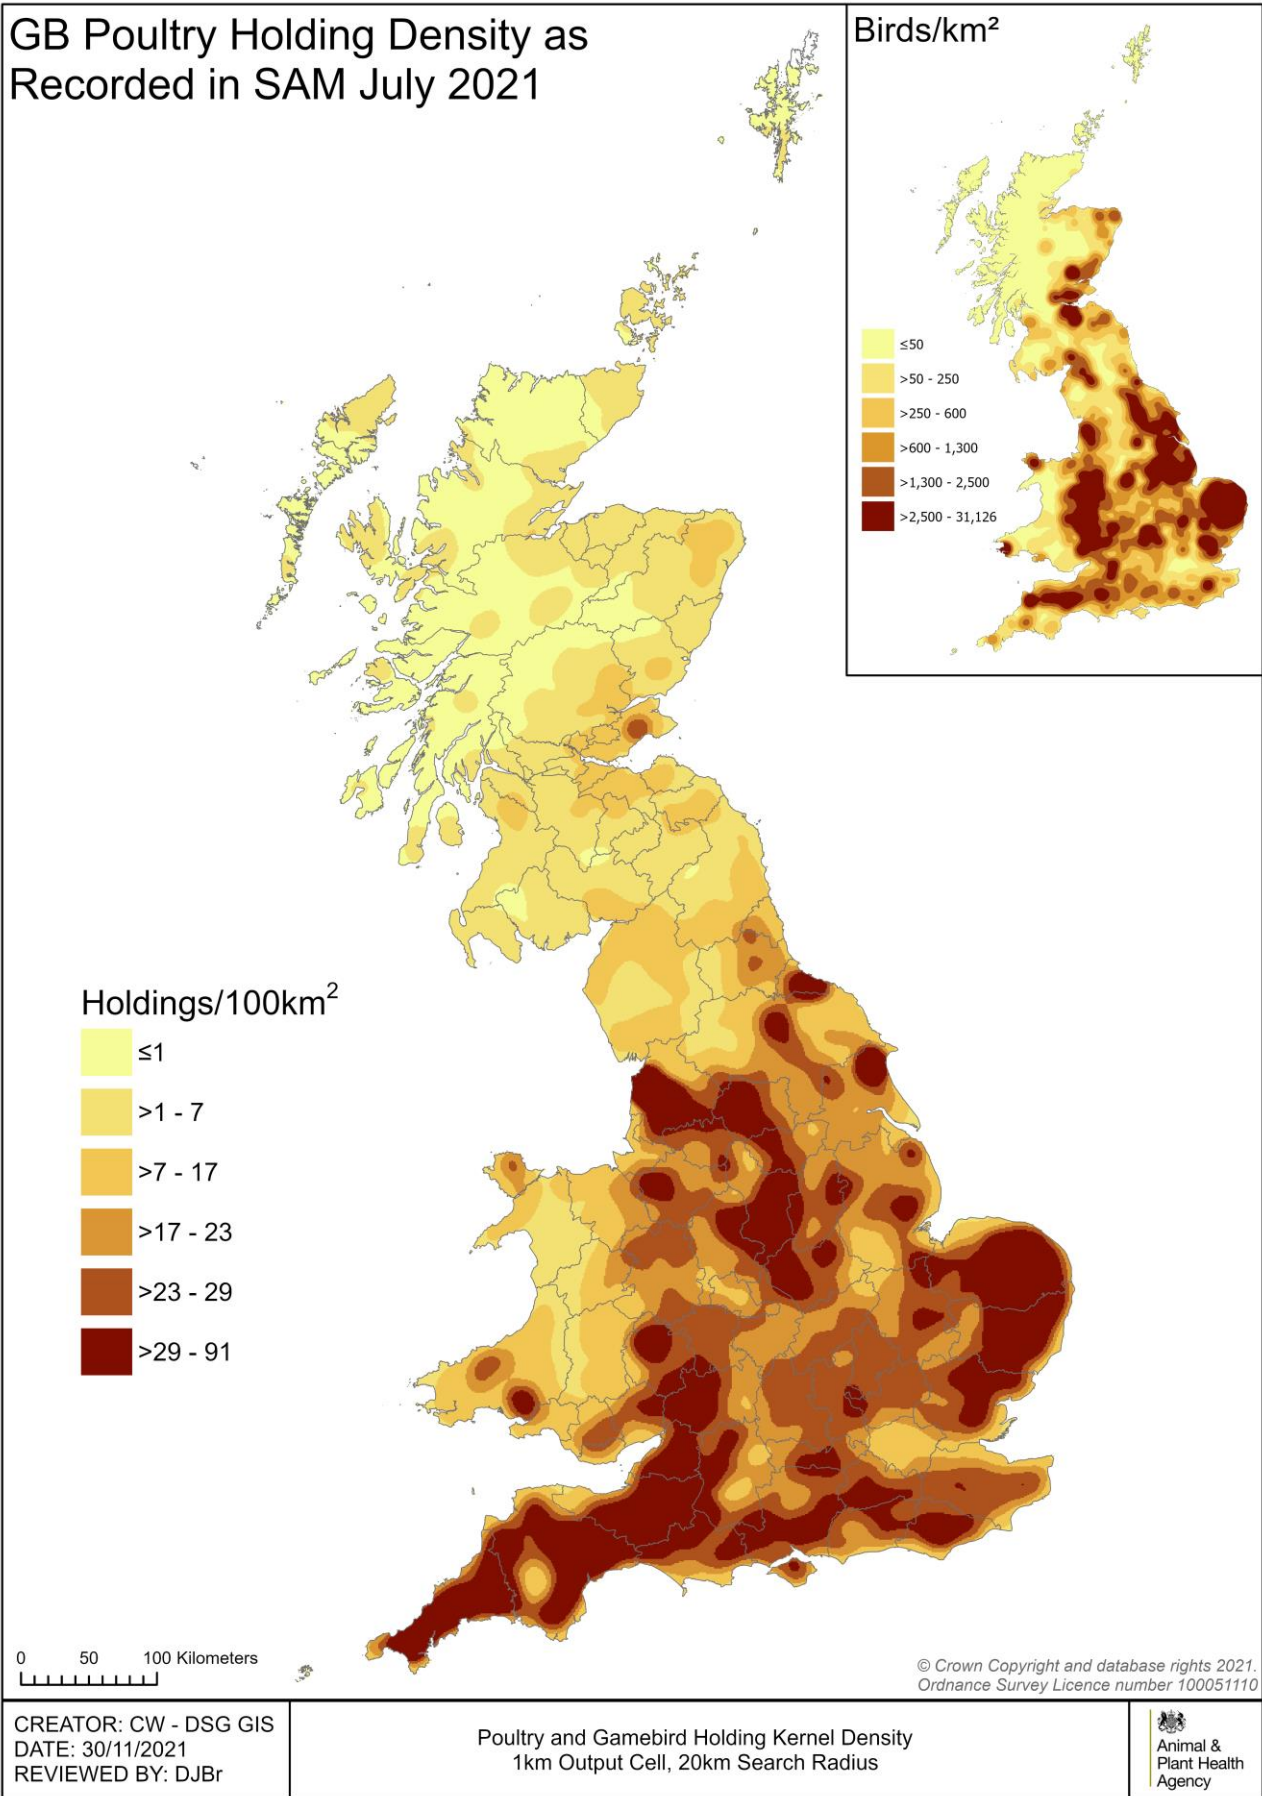 GB Poultry Holding Density as
Recorded in SAM July 2021
Birds/km²
≤50
>50 - 250
>250 - 600
>600 - 1,300
>1,300 - 2,500
>2,500 - 31,126
Holdings/100km²
≤1
>1 - 7
>7 - 17
>17 - 23
>23 - 29
>29 - 91
0 50 100 Kilometers
© Crown Copyright and database rights 2021.
Ordnance Survey Licence number 100051110
CREATOR: CW - DSG GIS
DATE: 30/11/2021
REVIEWED BY: DJBr
Poultry and Gamebird Holding Kernel Density
1km Output Cell, 20km Search Radius
Animal &
Plant Health
Agency